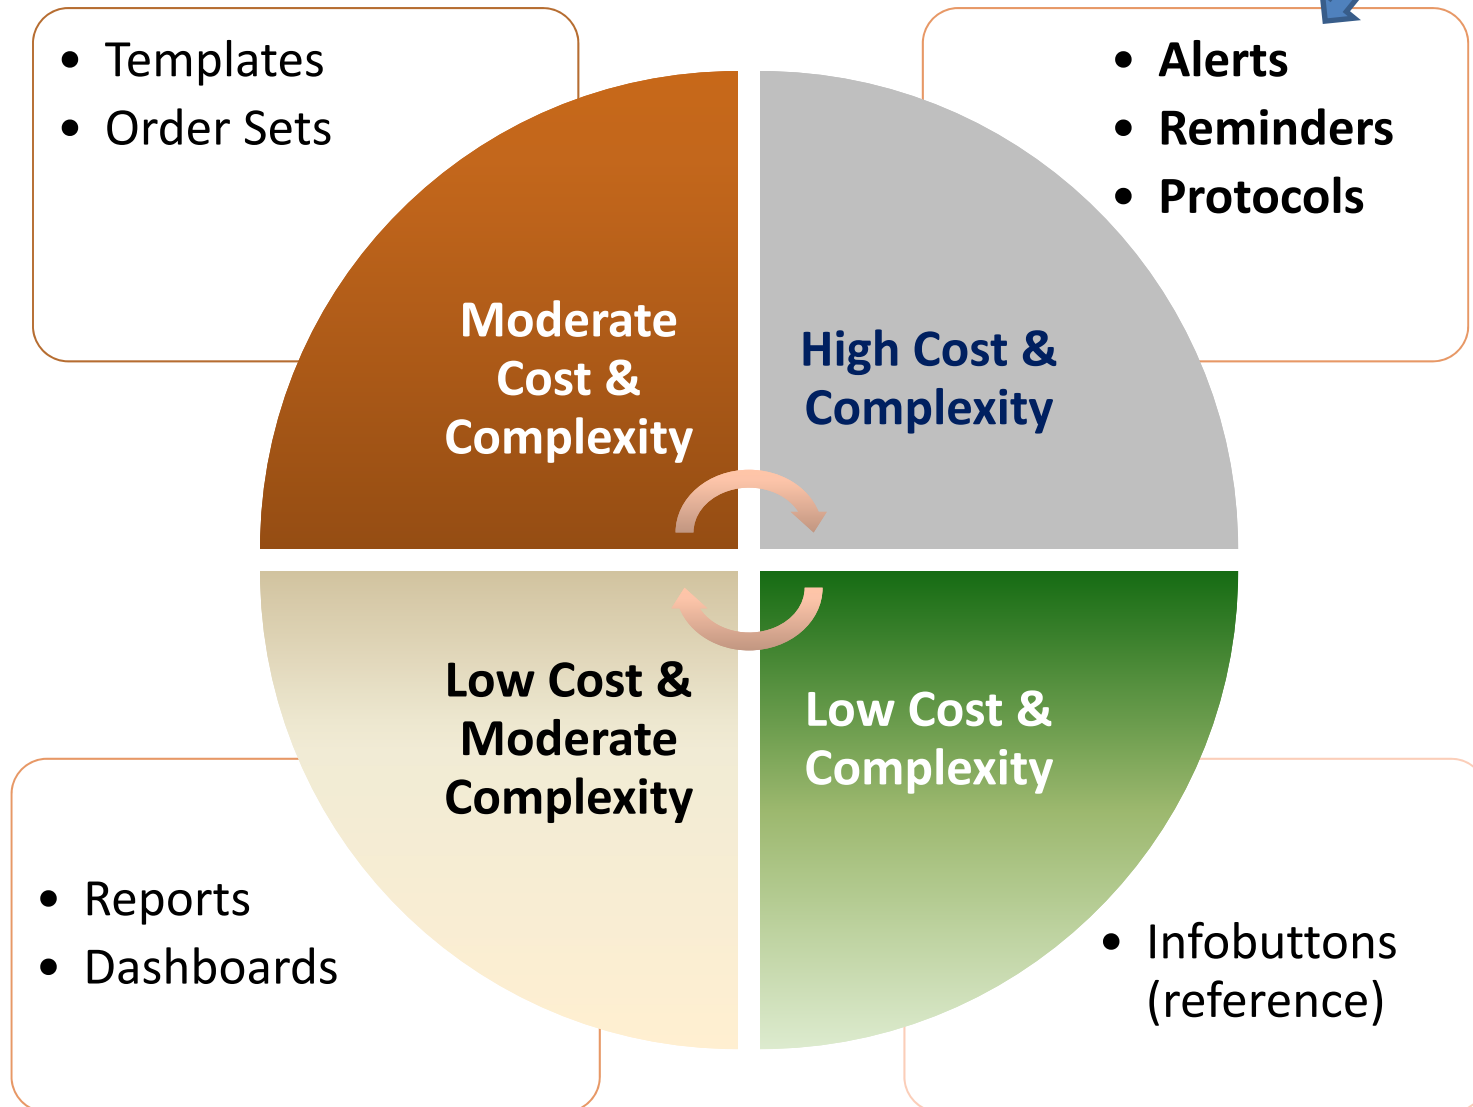 • Templates
• Order Sets
• Alerts
• Reminders
• Protocols
Moderate
Cost &
Complexity
High Cost &
Complexity
Low Cost &
Moderate
Complexity
Low Cost &
Complexity
• Reports
• Dashboards
• Infobuttons
(reference)